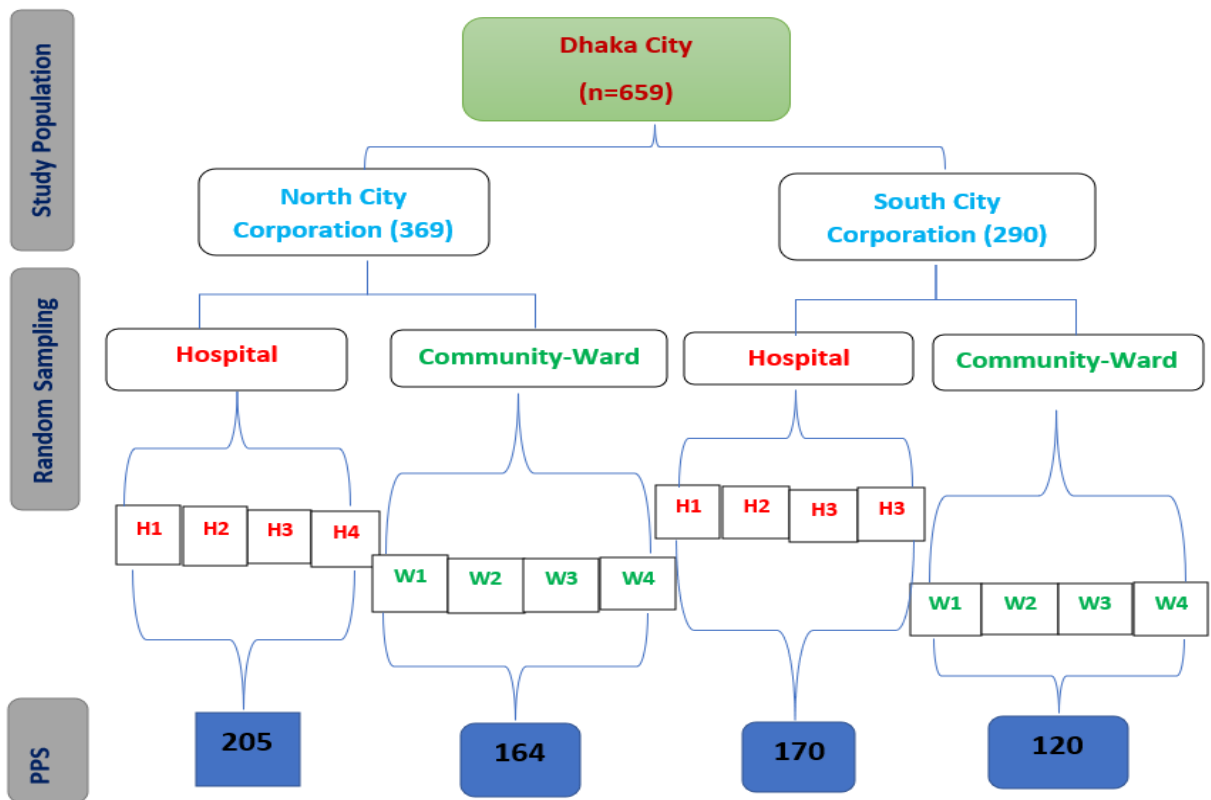 Study Population
Dhaka City
(n=659)
North City
Corporation (369)
South City
Corporation (290)
Random Sampling
Hospital
Community-Ward
Hospital
Community-Ward
H1 H2 H3 H4
W1 W2 W3 W4
H1 H2 H3 H3
W1 W2 W3 W4
PPS
205
164
170
120